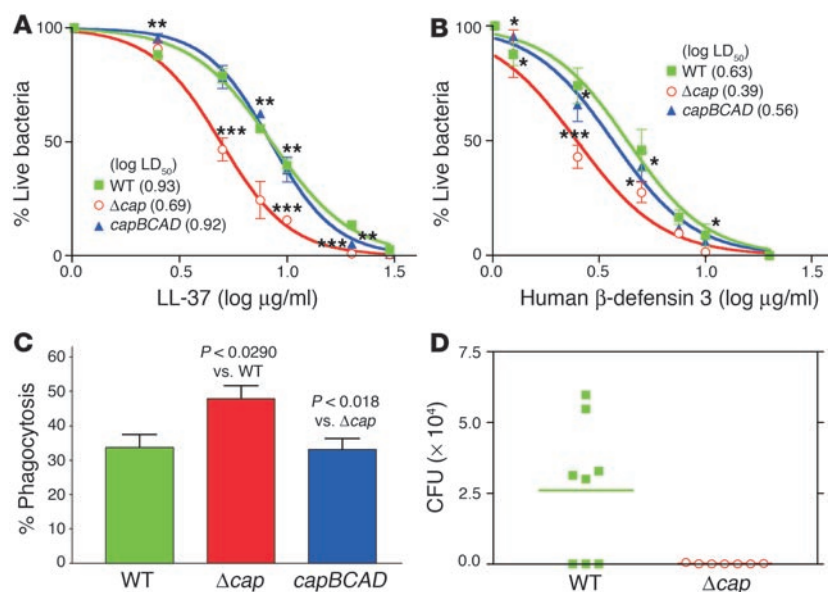 A
% Live bacteria
100
50
0
**
***
**
**
***
***
**
(log LD50)
WT (0.93)
Δcap (0.69)
capBCAD (0.92)
0.0
0.5
1.0
1.5
LL-37 (log μg/ml)
B
% Live bacteria
100
50
0
*
*
*
***
*
*
*
(log LD50)
WT (0.63)
Δcap (0.39)
capBCAD (0.56)
0.0
0.5
1.0
1.5
Human β-defensin 3 (log μg/ml)
C
% Phagocytosis
60
50
40
30
20
10
0
P < 0.0290
vs. WT
P < 0.018
vs. Δcap
WT
Δcap
capBCAD
D
CFU (× 10⁴)
7.5
5.0
2.5
0.0
WT
Δcap